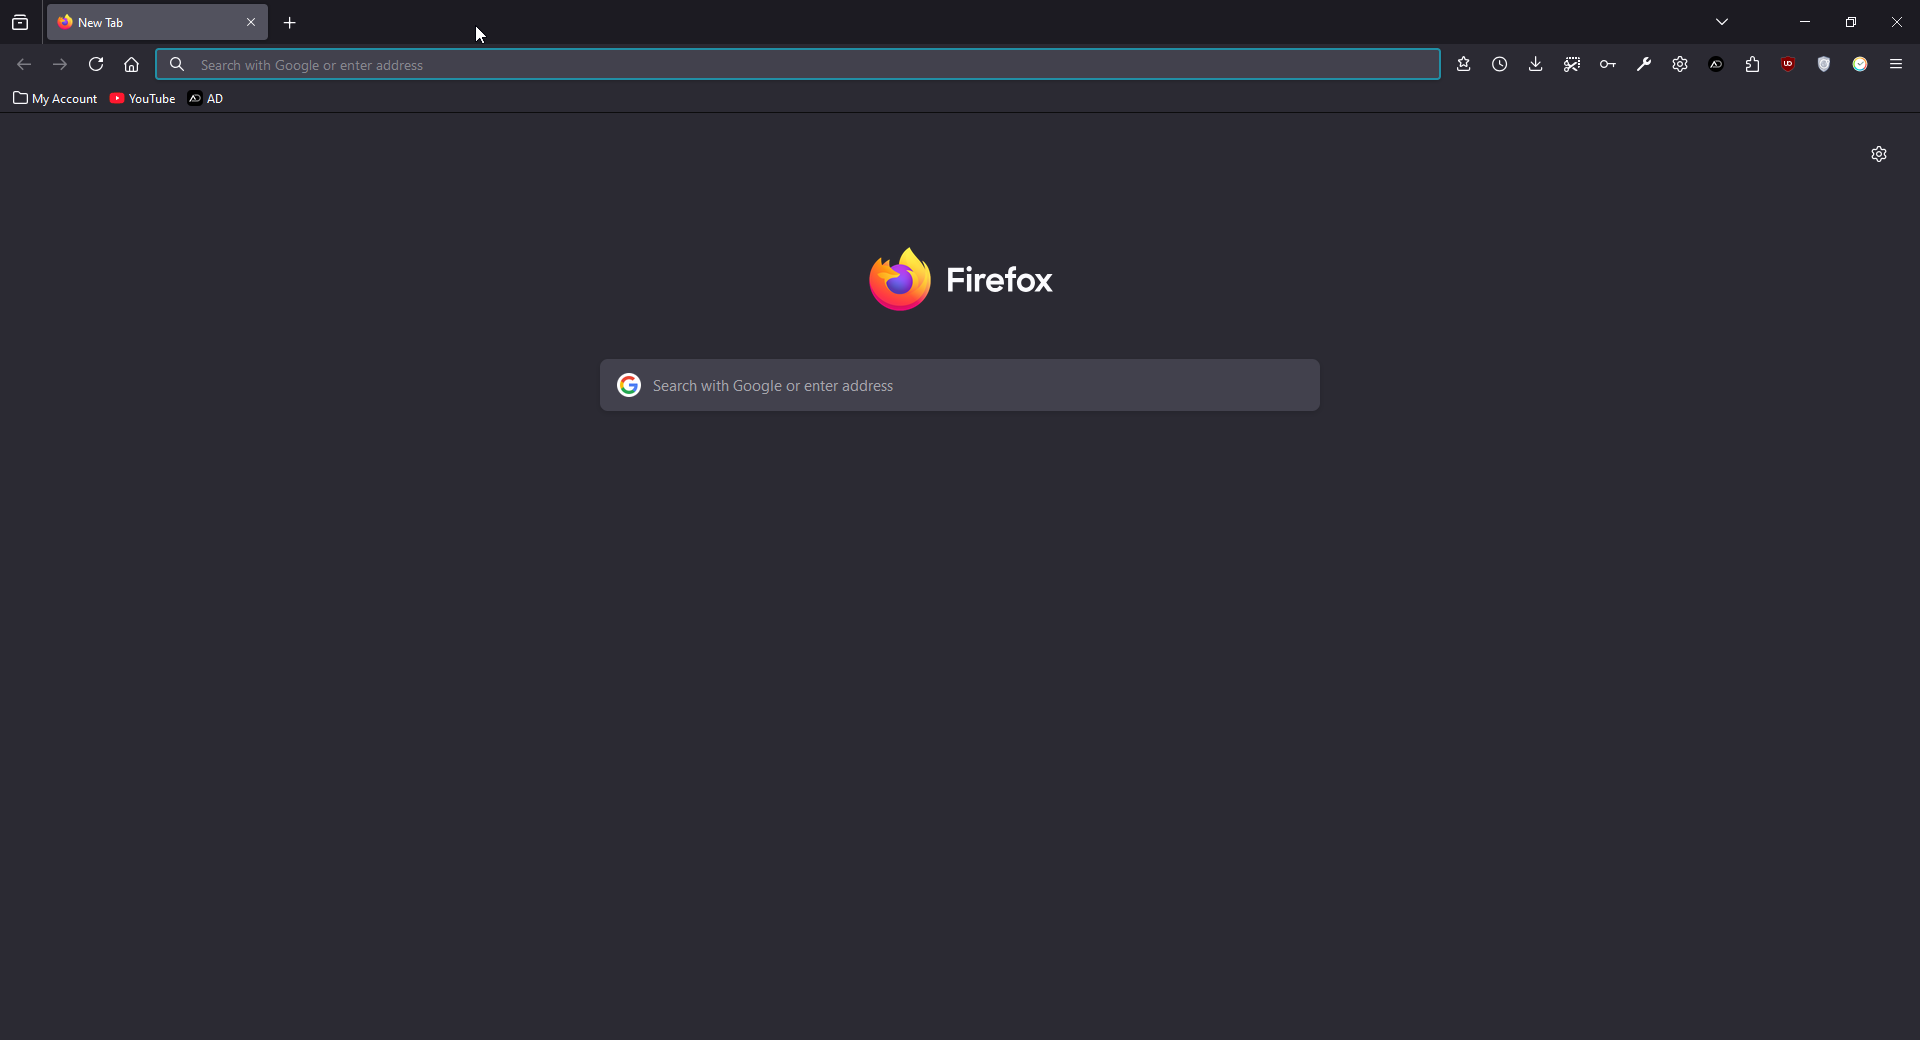 New Tab
Search with Google or enter address
My Account YouTube AD
Firefox
Search with Google or enter address